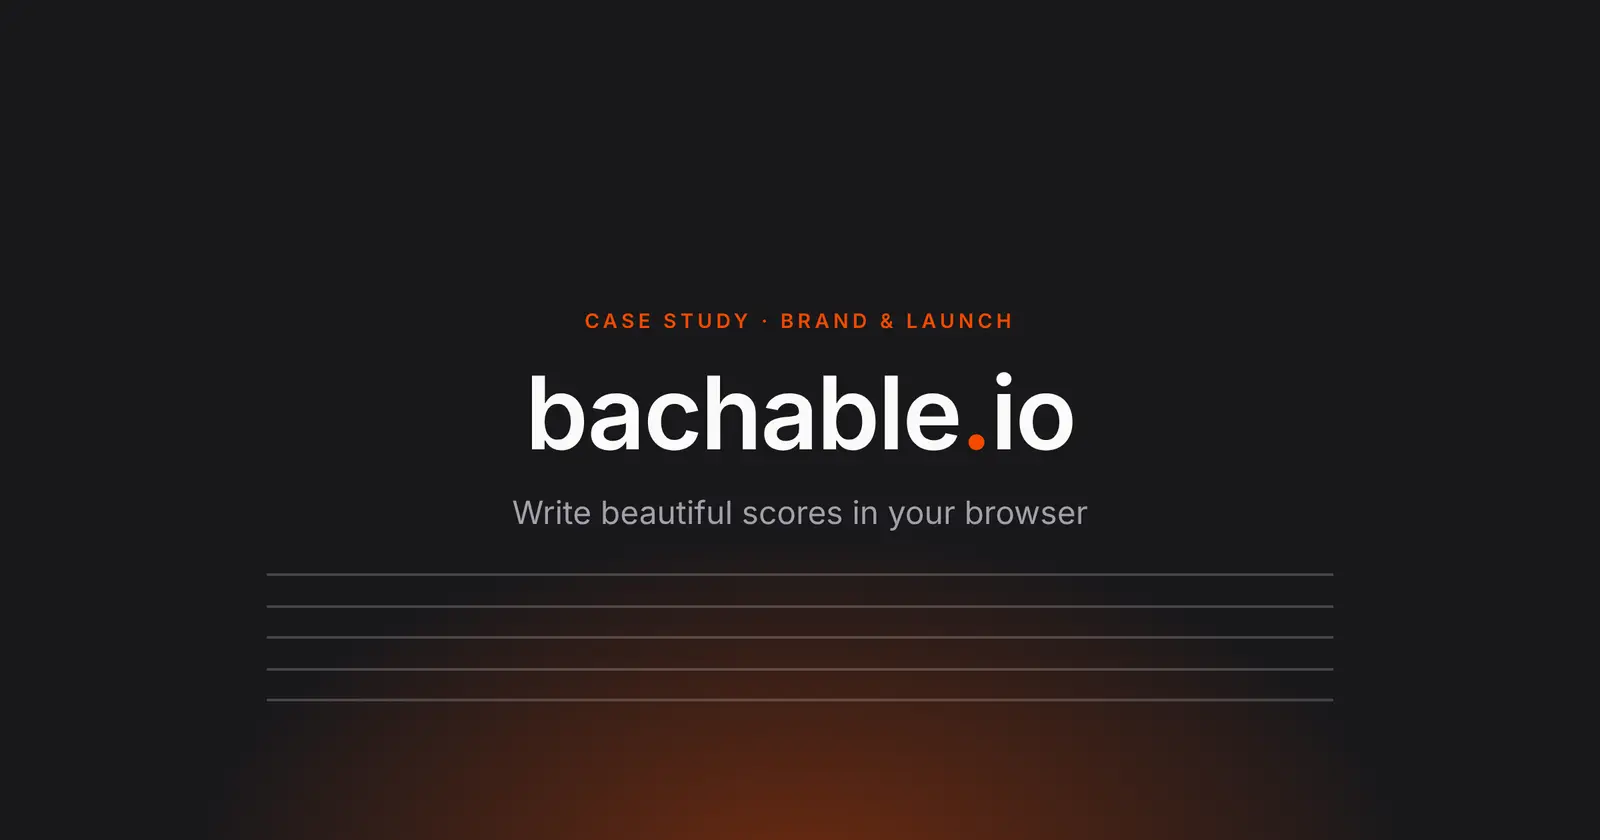 CASE STUDY · BRAND & LAUNCH
bachable.io
Write beautiful scores in your browser